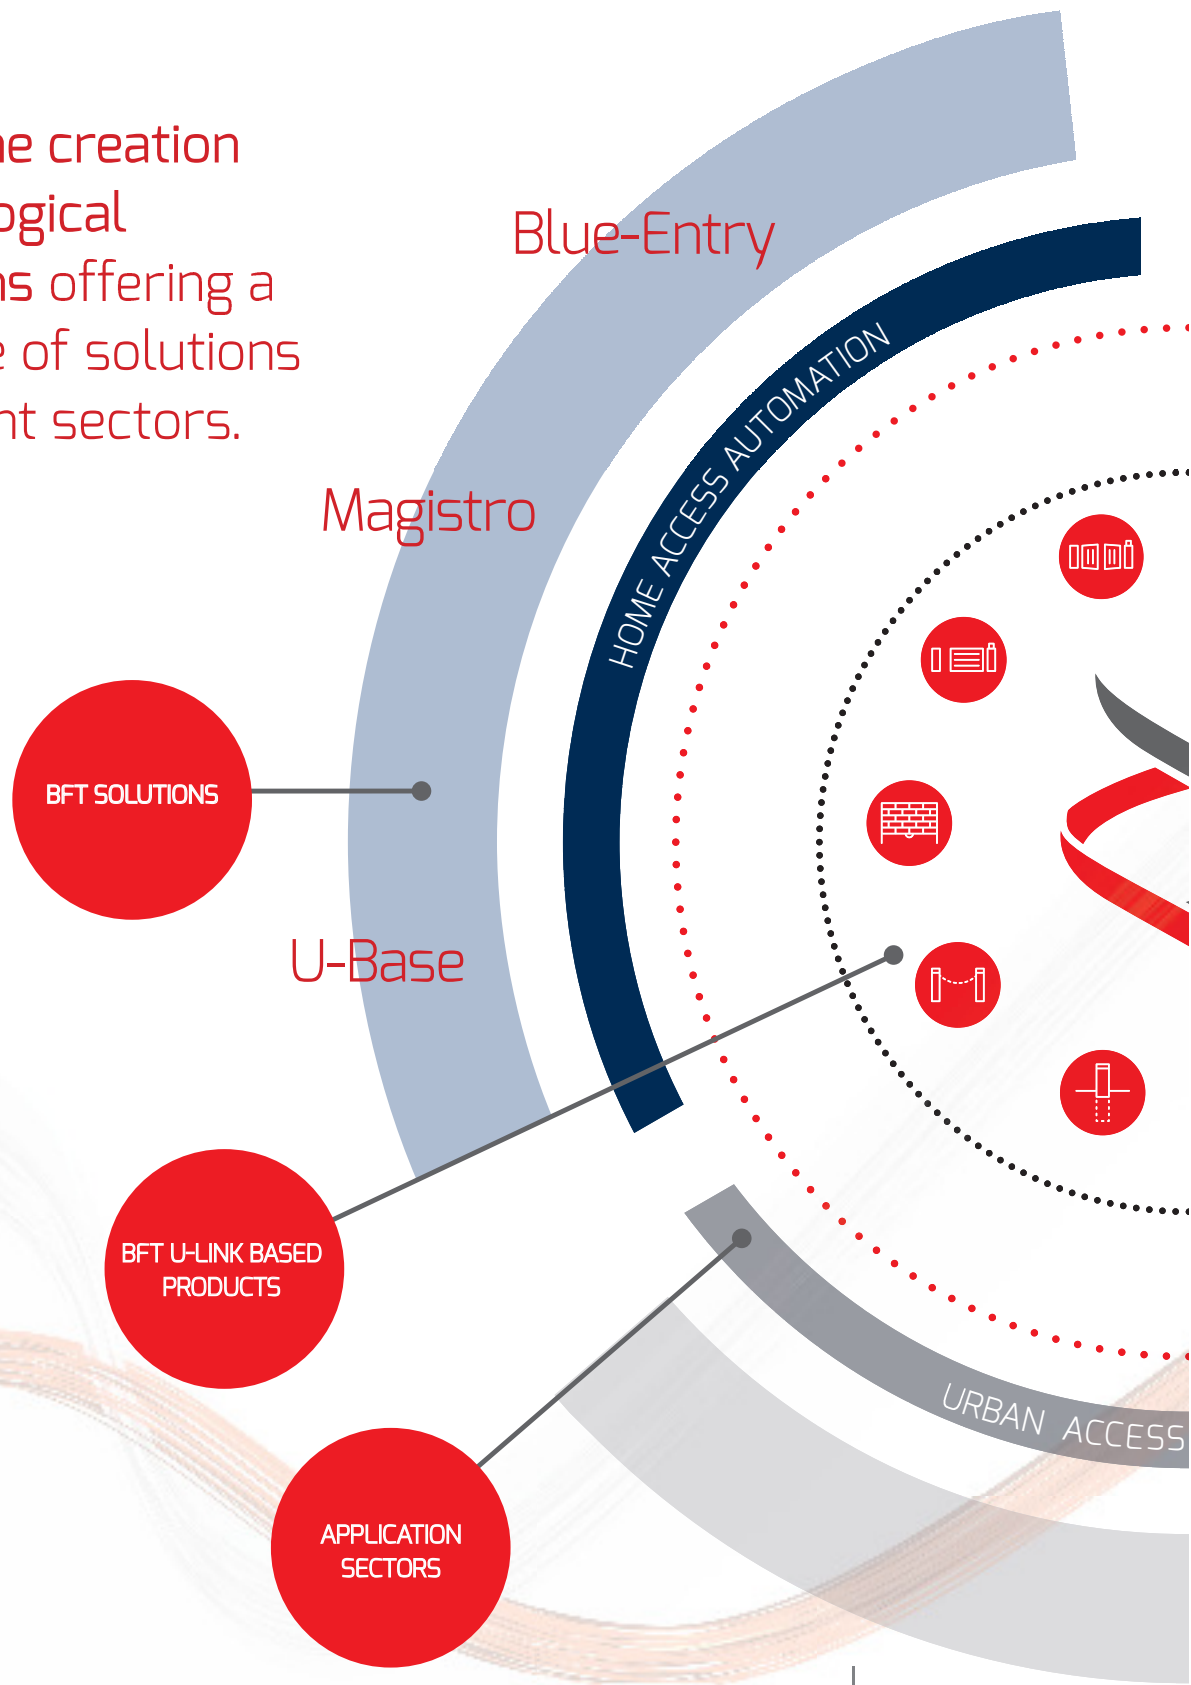 ne creation
ogical
ns offering a
e of solutions
nt sectors.
Blue-Entry
Magistro
HOME ACCESS AUTOMATION
BFT SOLUTIONS
U-Base
BFT U-LINK BASED
PRODUCTS
URBAN ACCESS
APPLICATION
SECTORS